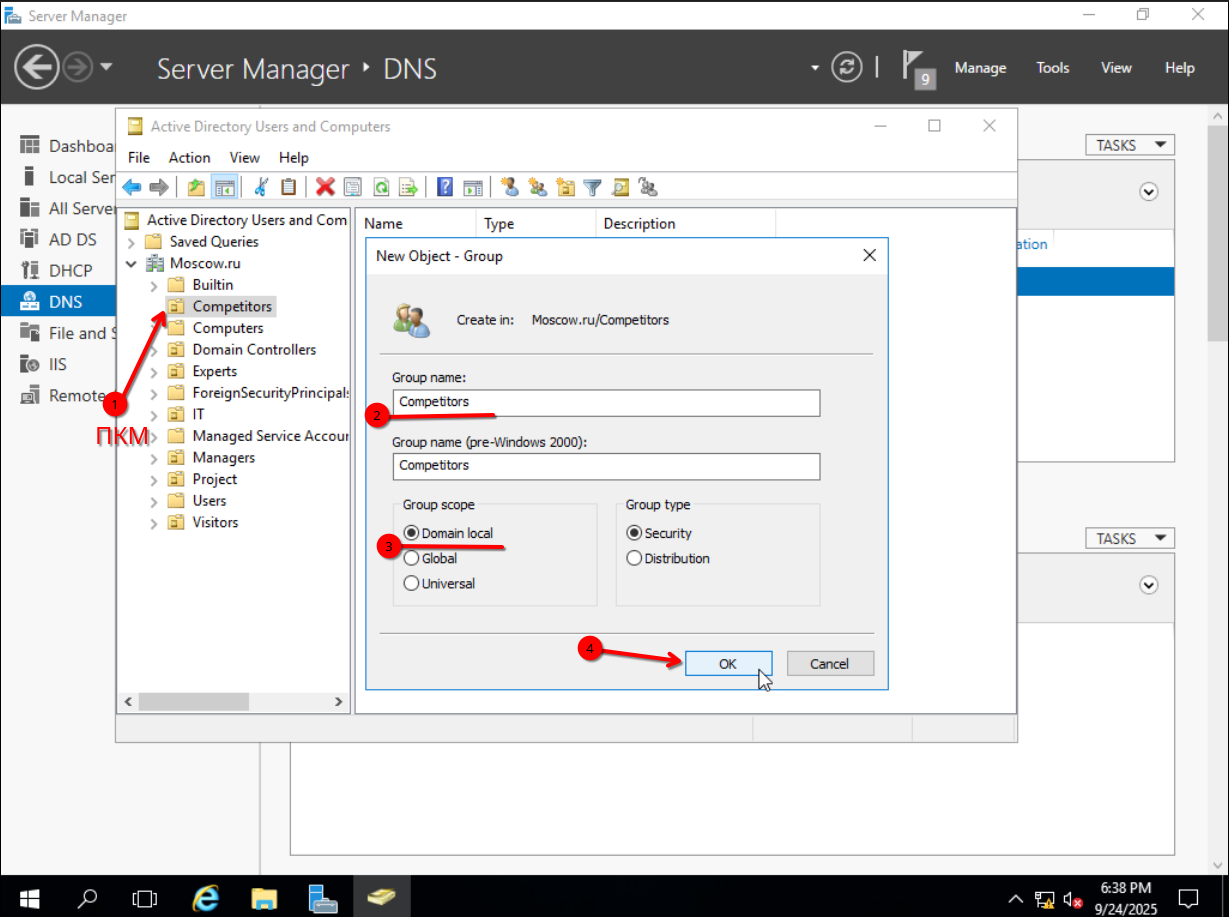 Server Manager
Server Manager ‣ DNS
9
Manage
Tools
View
Help
Dashboa
Local Ser
All Server
AD DS
DHCP
DNS
File and S
IIS
Remote
TASKS
ation
TASKS
Active Directory Users and Computers
File
Action
View
Help
Active Directory Users and Com
Saved Queries
Moscow.ru
Builtin
Competitors
Computers
Domain Controllers
Experts
ForeignSecurityPrincipals
IT
Managed Service Accour
Managers
Project
Users
Visitors
1
ПКМ
Name
Type
Description
New Object - Group
Create in:
Moscow.ru/Competitors
Group name:
Competitors
2
Group name (pre-Windows 2000):
Competitors
Group scope
Domain local
3
Global
Universal
Group type
Security
Distribution
4
OK
Cancel
6:38 PM
9/24/2025